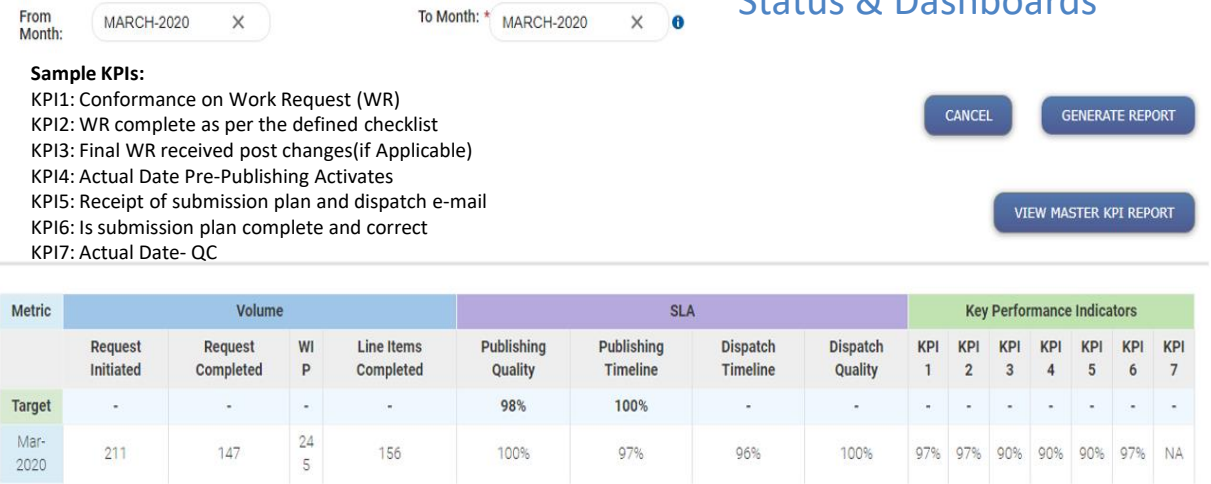 Status & Dashboards
From Month: MARCH-2020 X To Month: * MARCH-2020 X i
Sample KPIs:
KPI1: Conformance on Work Request (WR)
KPI2: WR complete as per the defined checklist
KPI3: Final WR received post changes(if Applicable)
KPI4: Actual Date Pre-Publishing Activates
KPI5: Receipt of submission plan and dispatch e-mail
KPI6: Is submission plan complete and correct
KPI7: Actual Date- QC
CANCEL GENERATE REPORT
VIEW MASTER KPI REPORT
Metric Volume SLA Key Performance Indicators
Request Initiated Request Completed WIP Line Items Completed Publishing Quality Publishing Timeline Dispatch Timeline Dispatch Quality KPI 1 KPI 2 KPI 3 KPI 4 KPI 5 KPI 6 KPI 7
Target - - - - 98% 100% - - - - - - - - -
Mar-2020 211 147 245 156 100% 97% 96% 100% 97% 97% 90% 90% 90% 97% NA